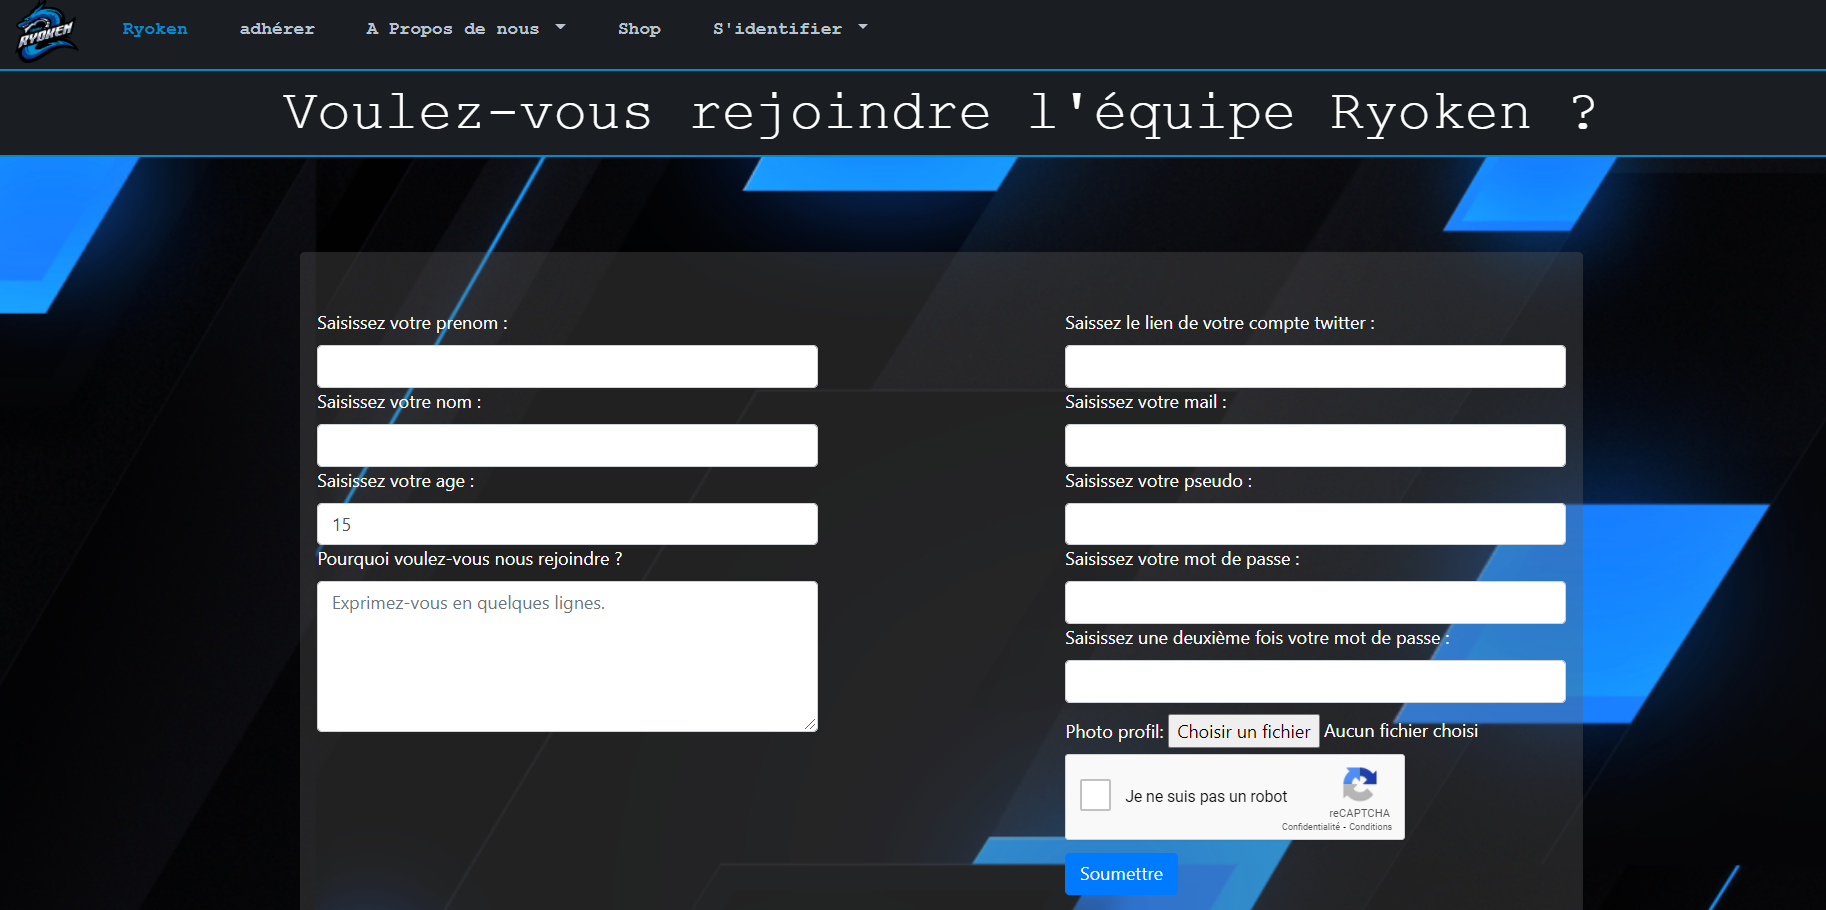 RYOKEN
Ryoken adhérer A Propos de nous Shop S'identifier
Voulez-vous rejoindre l'équipe Ryoken ?
Saisissez votre prenom :
Saisissez votre nom :
Saisissez votre age :
15
Pourquoi voulez-vous nous rejoindre ?
Exprimez-vous en quelques lignes.
Saissez le lien de votre compte twitter :
Saisissez votre mail :
Saisissez votre pseudo :
Saisissez votre mot de passe :
Saisissez une deuxième fois votre mot de passe :
Photo profil: Choisir un fichier Aucun fichier choisi
Je ne suis pas un robot
reCAPTCHA
Confidentialité - Conditions
Soumettre